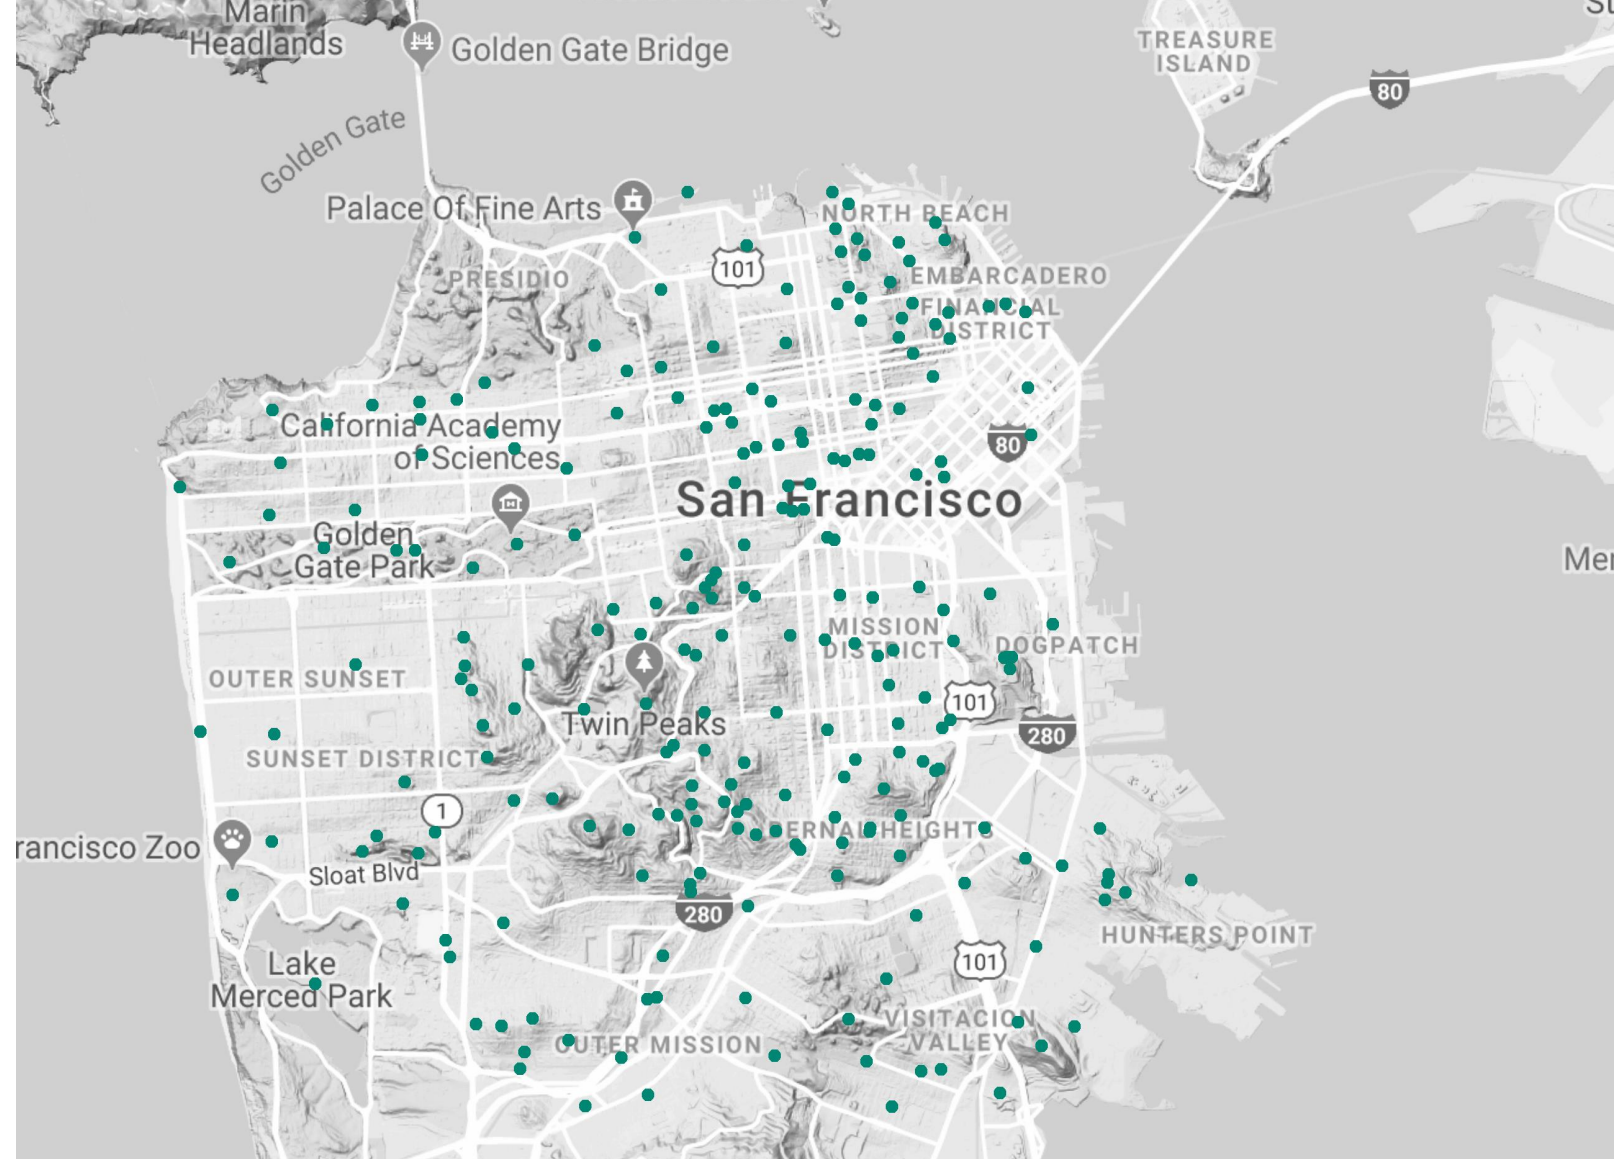 Marin
Headlands
Golden Gate Bridge
TREASURE
ISLAND
80
Golden Gate
Palace Of Fine Arts
NORTH BEACH
101
PRESIDIO
EMBARCADERO
FINANCIAL
DISTRICT
California Academy
of Sciences
80
San Francisco
Golden
Gate Park
Mer
MISSION
DISTRICT
DOGPATCH
OUTER SUNSET
101
Twin Peaks
280
SUNSET DISTRICT
1
BERNAL HEIGHTS
rancisco Zoo
Sloat Blvd
280
HUNTERS POINT
101
Lake
Merced Park
VISITACION
VALLEY
OUTER MISSION